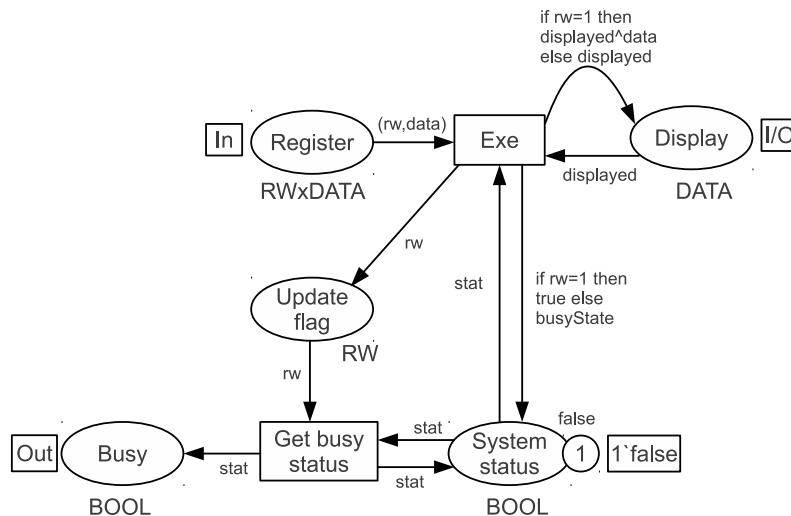 if rw=1 then
displayed^data
else displayed
In
Register
(rw,data)
Exe
Display
I/O
RWxDATA
displayed
DATA
rw
stat
if rw=1 then
true else
busyState
Update
flag
RW
rw
false
Out
Busy
stat
Get busy
status
stat
stat
System
status
1
1`false
BOOL
BOOL